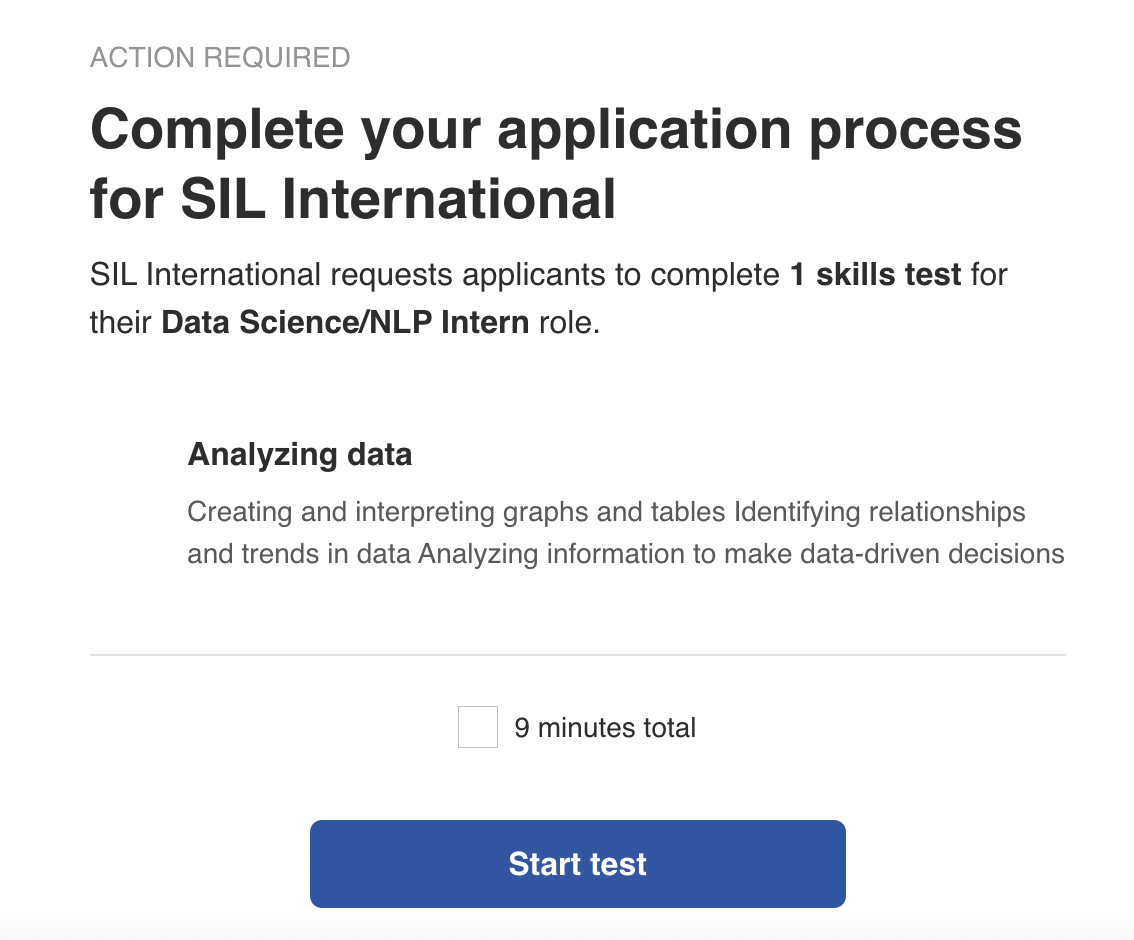 ACTION REQUIRED
Complete your application process
for SIL International
SIL International requests applicants to complete 1 skills test for
their Data Science/NLP Intern role.
Analyzing data
Creating and interpreting graphs and tables Identifying relationships
and trends in data Analyzing information to make data-driven decisions
9 minutes total
Start test